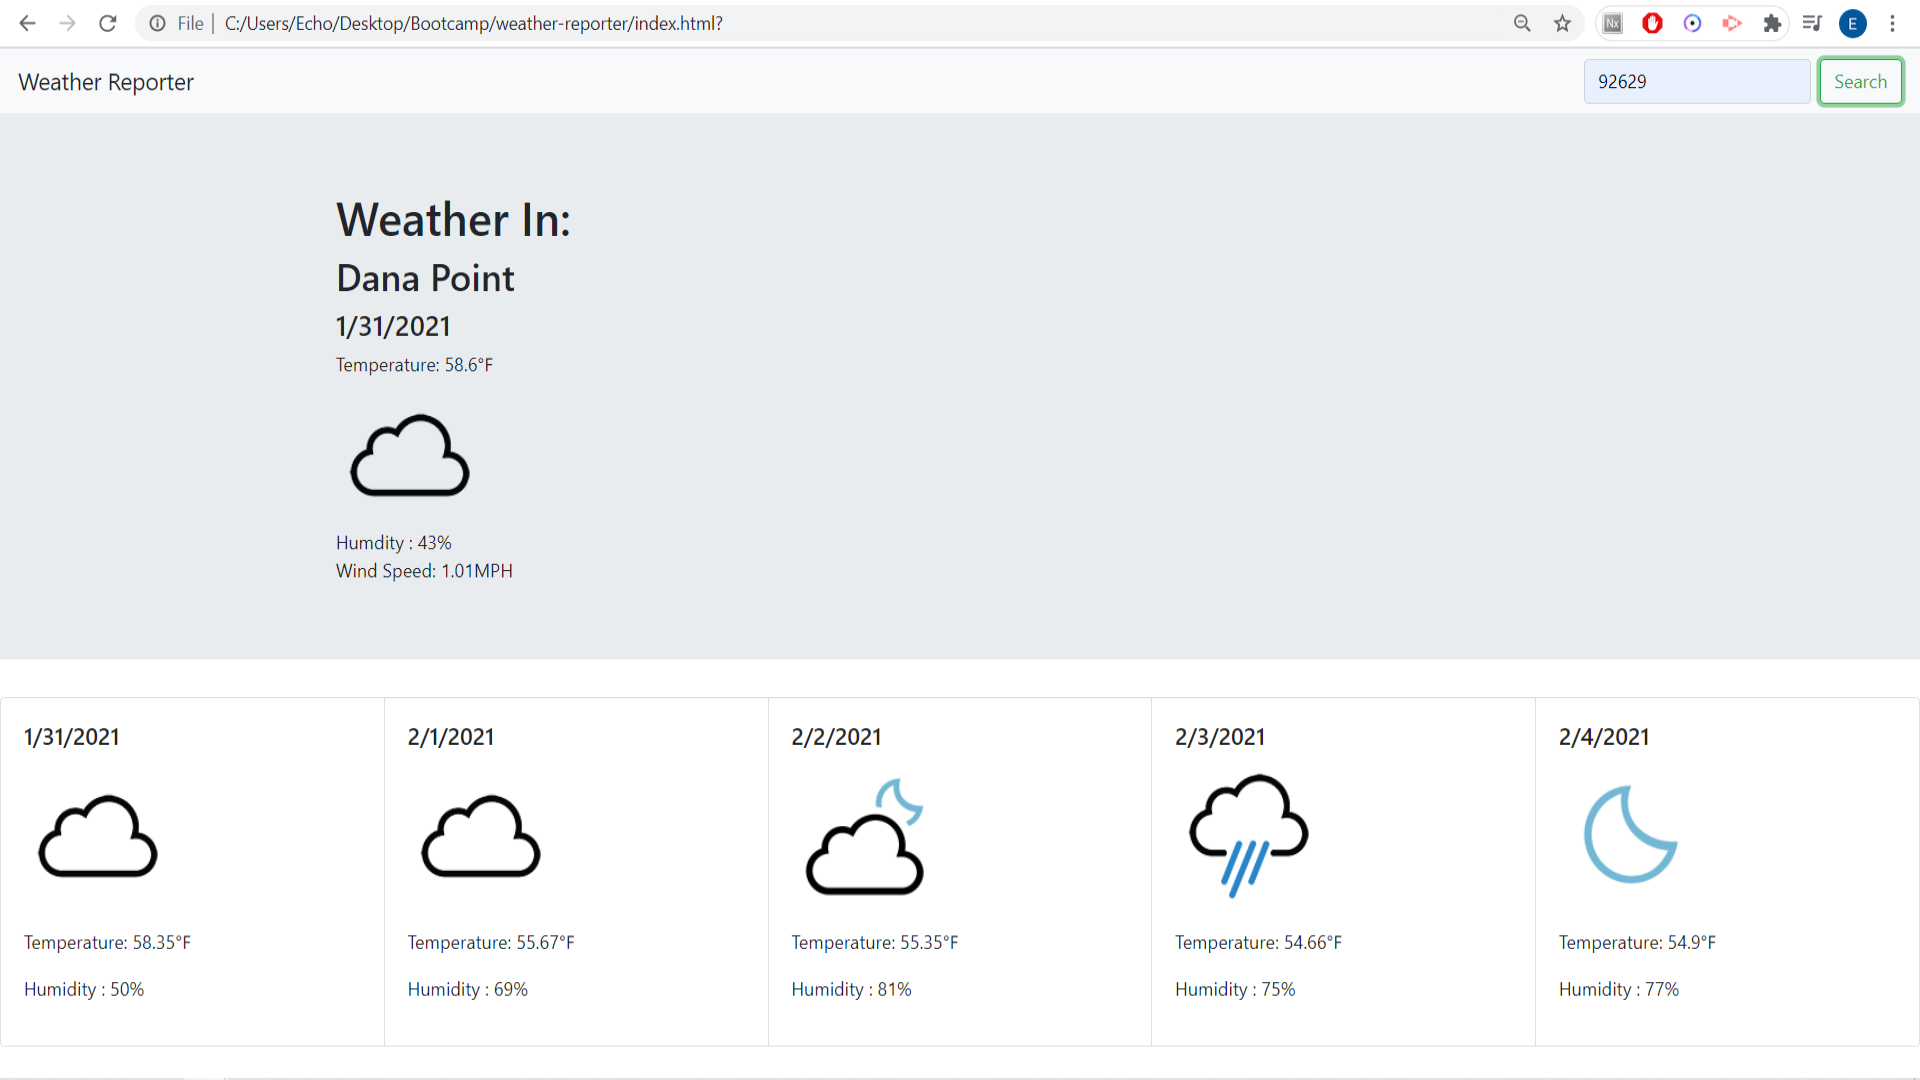 File | C:/Users/Echo/Desktop/Bootcamp/weather-reporter/index.html?
Nx
E
Weather Reporter
92629
Search
Weather In:
Dana Point
1/31/2021
Temperature: 58.6°F
Humdity : 43%
Wind Speed: 1.01MPH
1/31/2021
Temperature: 58.35°F
Humidity : 50%
2/1/2021
Temperature: 55.67°F
Humidity : 69%
2/2/2021
Temperature: 55.35°F
Humidity : 81%
2/3/2021
Temperature: 54.66°F
Humidity : 75%
2/4/2021
Temperature: 54.9°F
Humidity : 77%